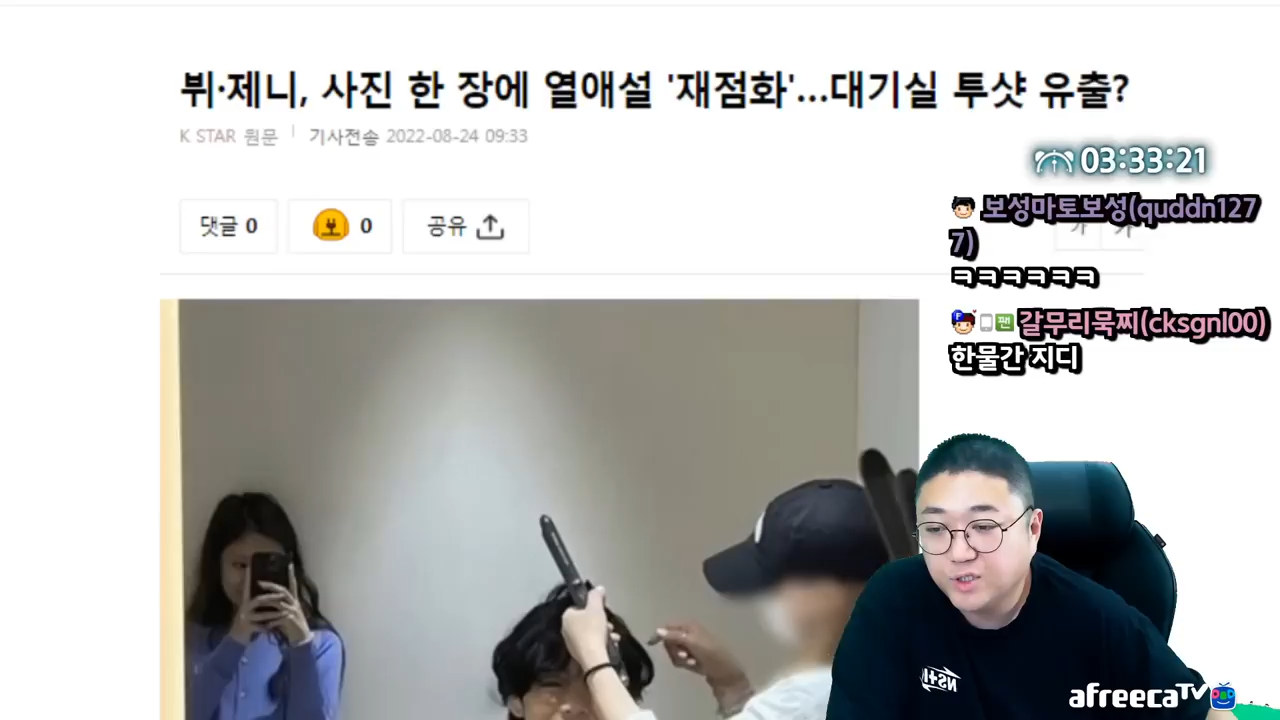 뷔·제니, 사진 한 장에 열애설 '재점화'...대기실 투샷 유출?
K STAR 원문 기사전송 2022-08-24 09:33
03:33:21
댓글 0 0 공유
보성마토보성(quddn127
7)
ㅋㅋㅋㅋㅋㅋ
갈무리묵찌(cksgnl00)
한물간 지디
afreecaTV